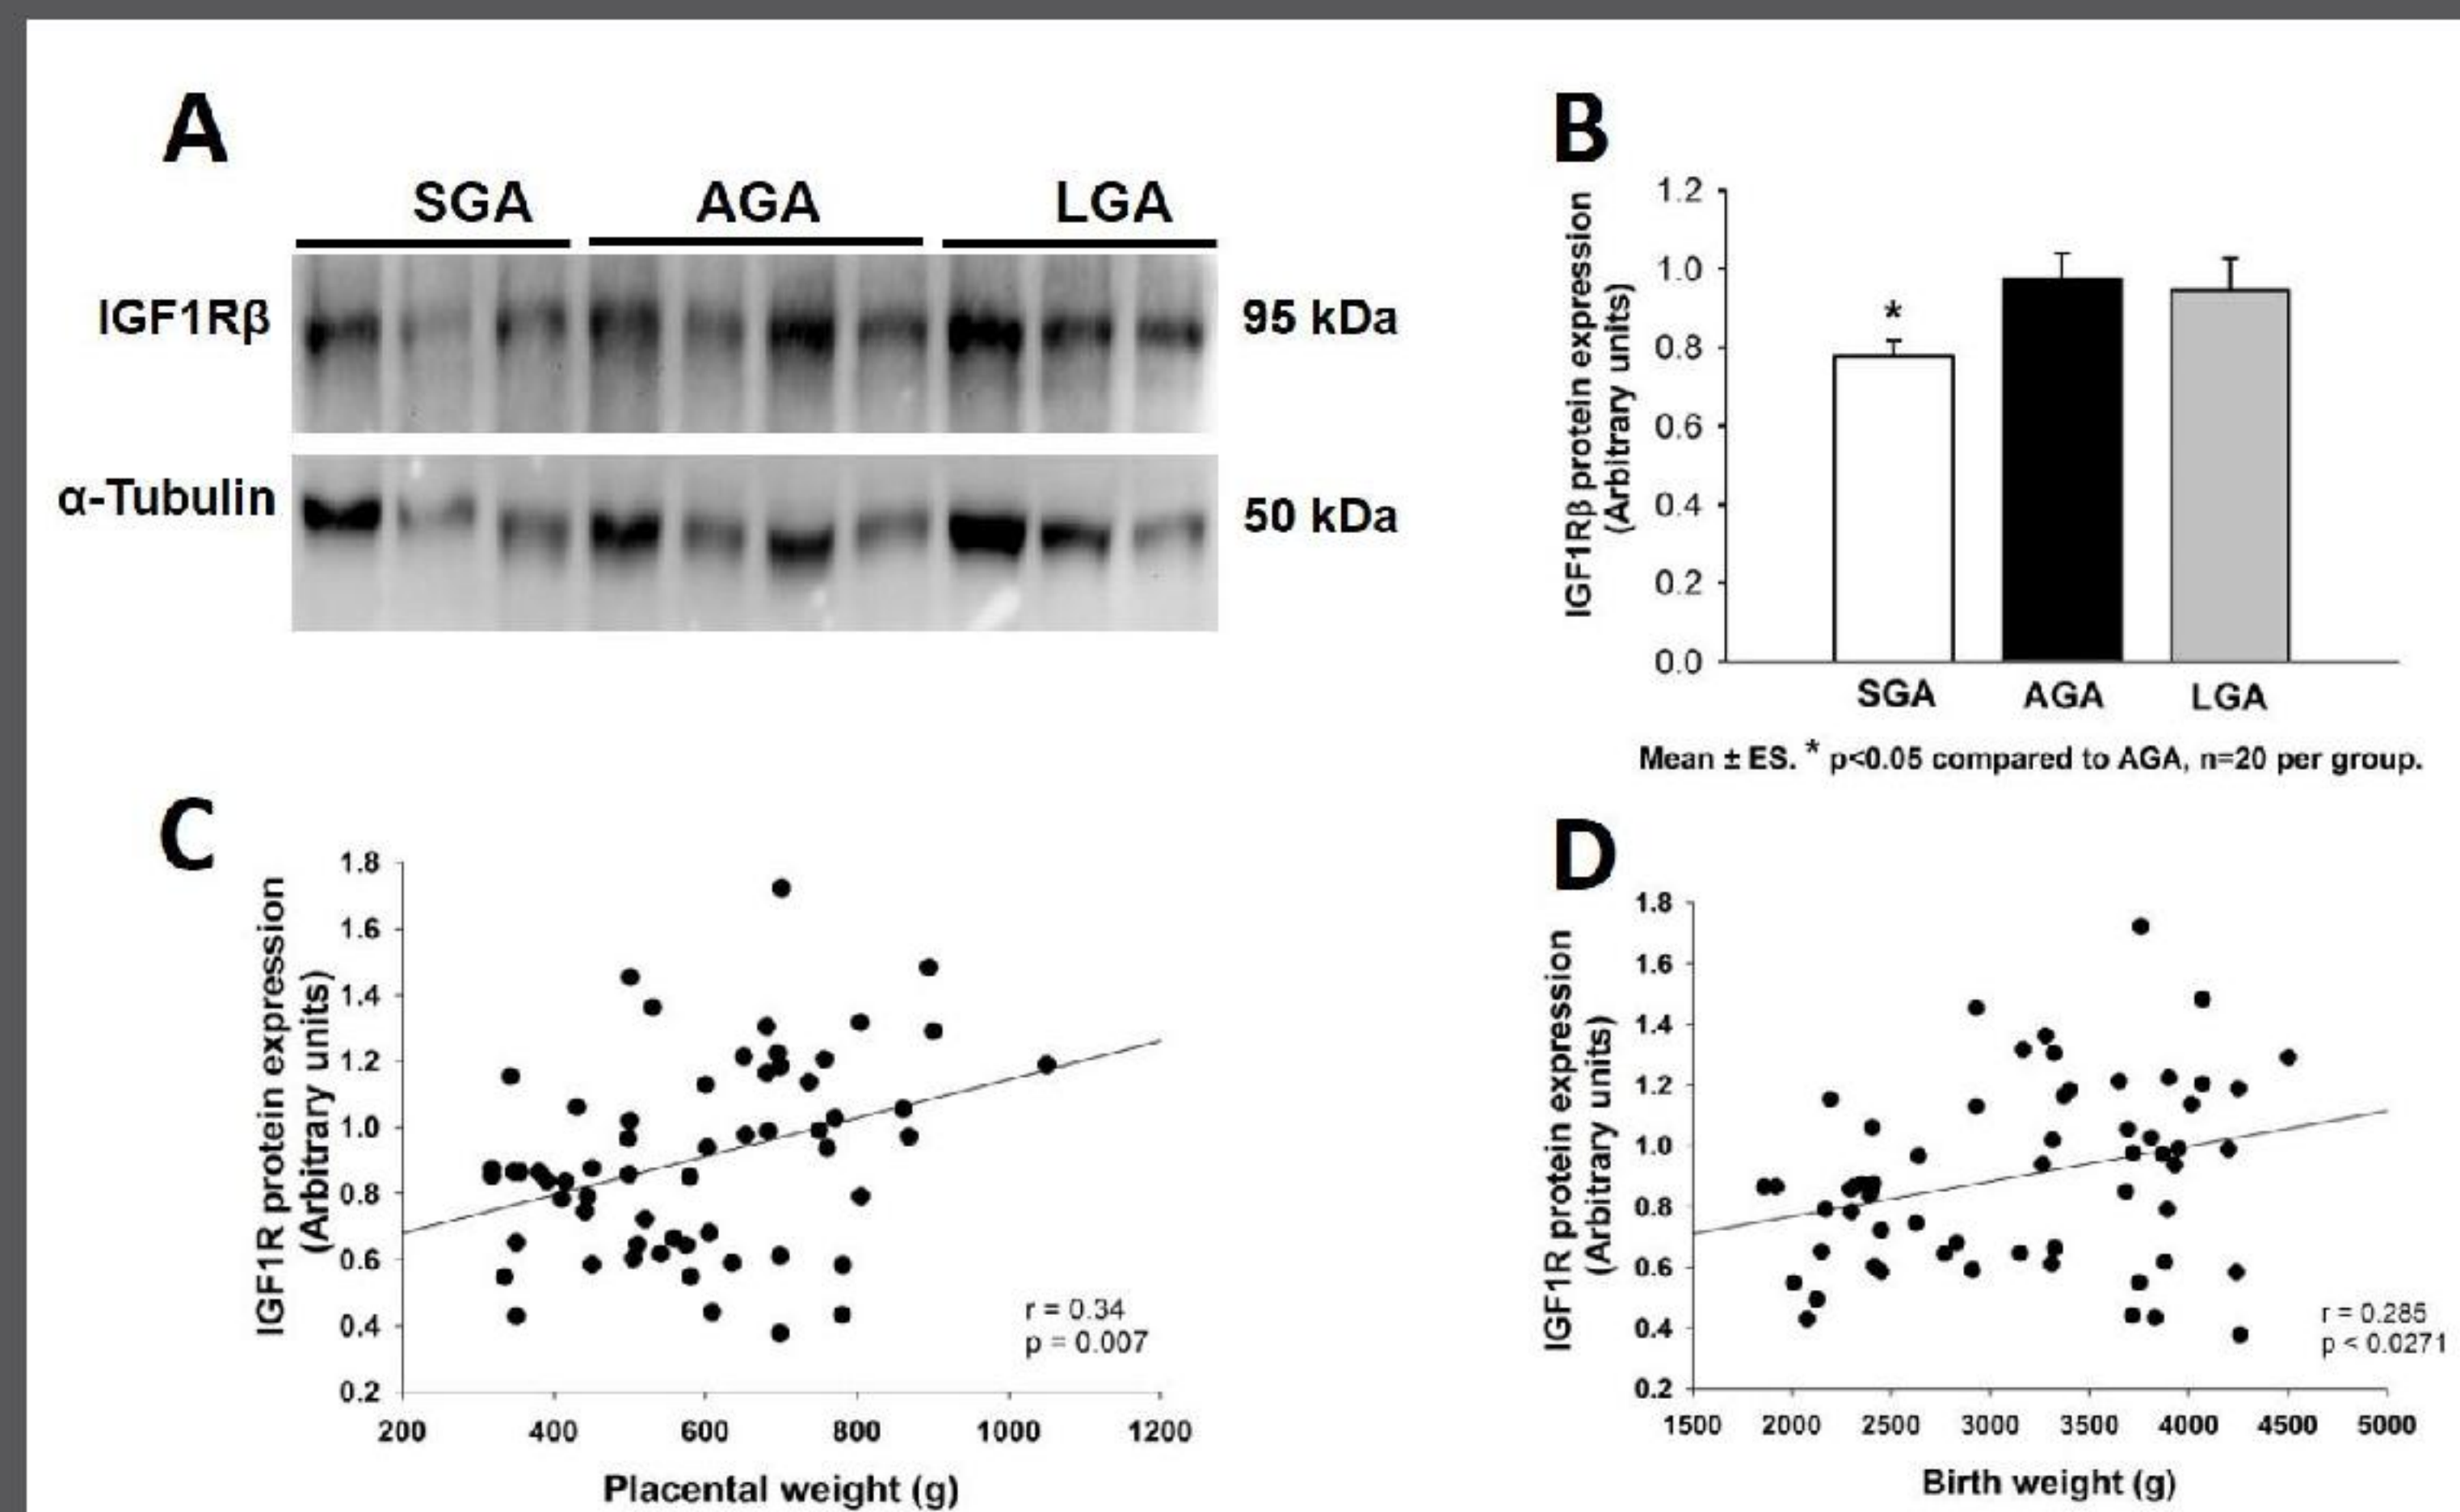 A
SGA AGA LGA
IGF1Rβ
95 kDa
α-Tubulin
50 kDa
B
IGF1Rβ protein expression
(Arbitrary units)
1.2
1.0
0.8
0.6
0.4
0.2
0.0
*
SGA AGA LGA
Mean ± ES. * p<0.05 compared to AGA, n=20 per group.
C
IGF1R protein expression
(Arbitrary units)
1.8
1.6
1.4
1.2
1.0
0.8
0.6
0.4
0.2
r = 0.34
p = 0.007
200 400 600 800 1000 1200
Placental weight (g)
D
IGF1R protein expression
(Arbitrary units)
1.8
1.6
1.4
1.2
1.0
0.8
0.6
0.4
0.2
r = 0.285
p < 0.0271
1500 2000 2500 3000 3500 4000 4500 5000
Birth weight (g)